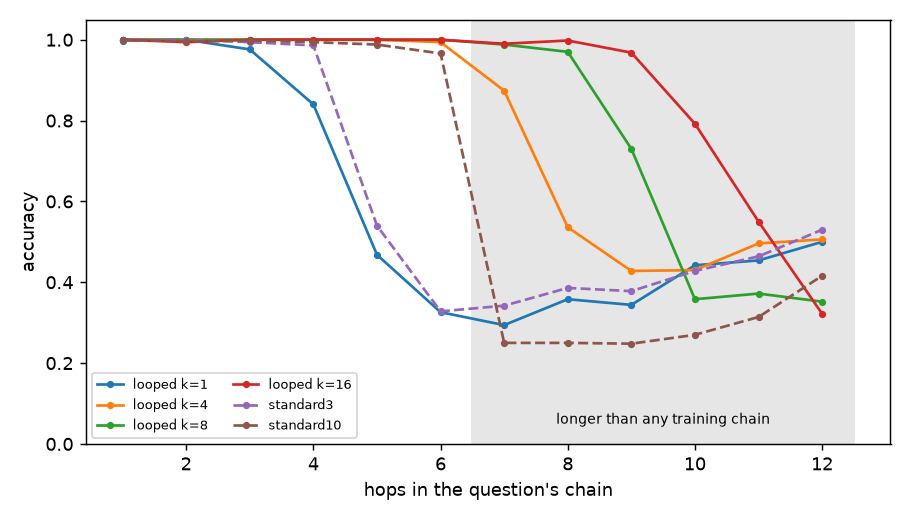 1.0
0.8
0.6
0.4
0.2
0.0
accuracy
looped k=1
looped k=4
looped k=8
looped k=16
standard3
standard10
longer than any training chain
2 4 6 8 10 12
hops in the question's chain